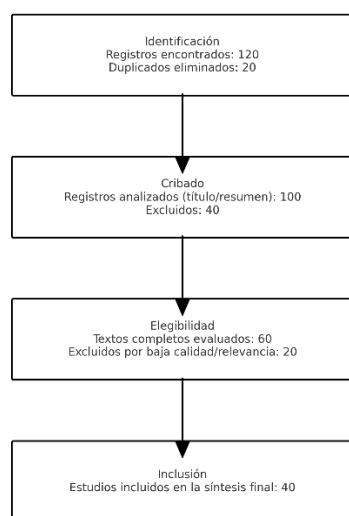 Identificación
Registros encontrados: 120
Duplicados eliminados: 20
Cribado
Registros analizados (título/resumen): 100
Excluidos: 40
Elegibilidad
Textos completos evaluados: 60
Excluidos por baja calidad/relevancia: 20
Inclusión
Estudios incluidos en la síntesis final: 40